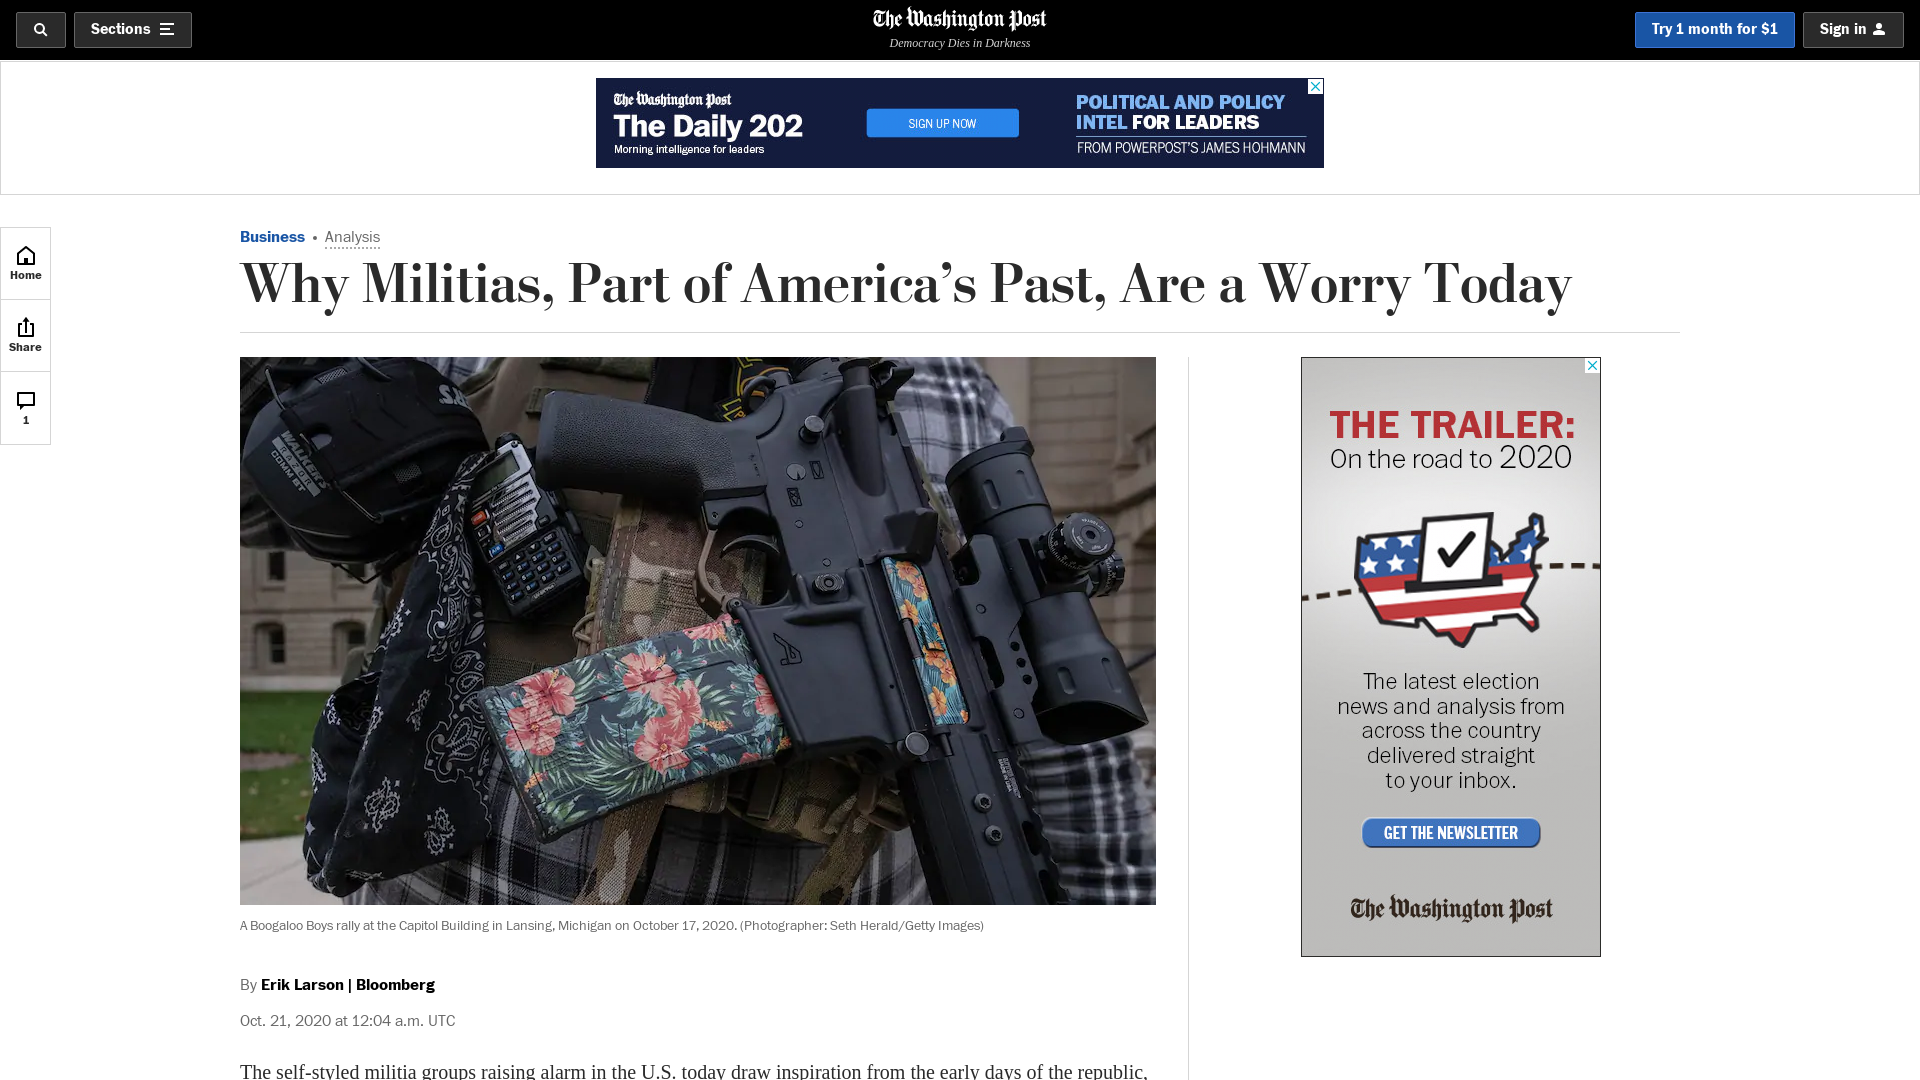 Sections
The Washington Post
Democracy Dies in Darkness
Try 1 month for $1
Sign in
The Washington Post
The Daily 202
Morning intelligence for leaders
SIGN UP NOW
POLITICAL AND POLICY
INTEL FOR LEADERS
FROM POWERPOST'S JAMES HOHMANN
Home
Share
1
Business • Analysis
Why Militias, Part of America’s Past, Are a Worry Today
WALKER'S
RAZOR
COMM BT
A Boogaloo Boys rally at the Capitol Building in Lansing, Michigan on October 17, 2020. (Photographer: Seth Herald/Getty Images)
By Erik Larson | Bloomberg
Oct. 21, 2020 at 12:04 a.m. UTC
The self-styled militia groups raising alarm in the U.S. today draw inspiration from the early days of the republic,
THE TRAILER:
On the road to 2020
The latest election
news and analysis from
across the country
delivered straight
to your inbox.
GET THE NEWSLETTER
The Washington Post